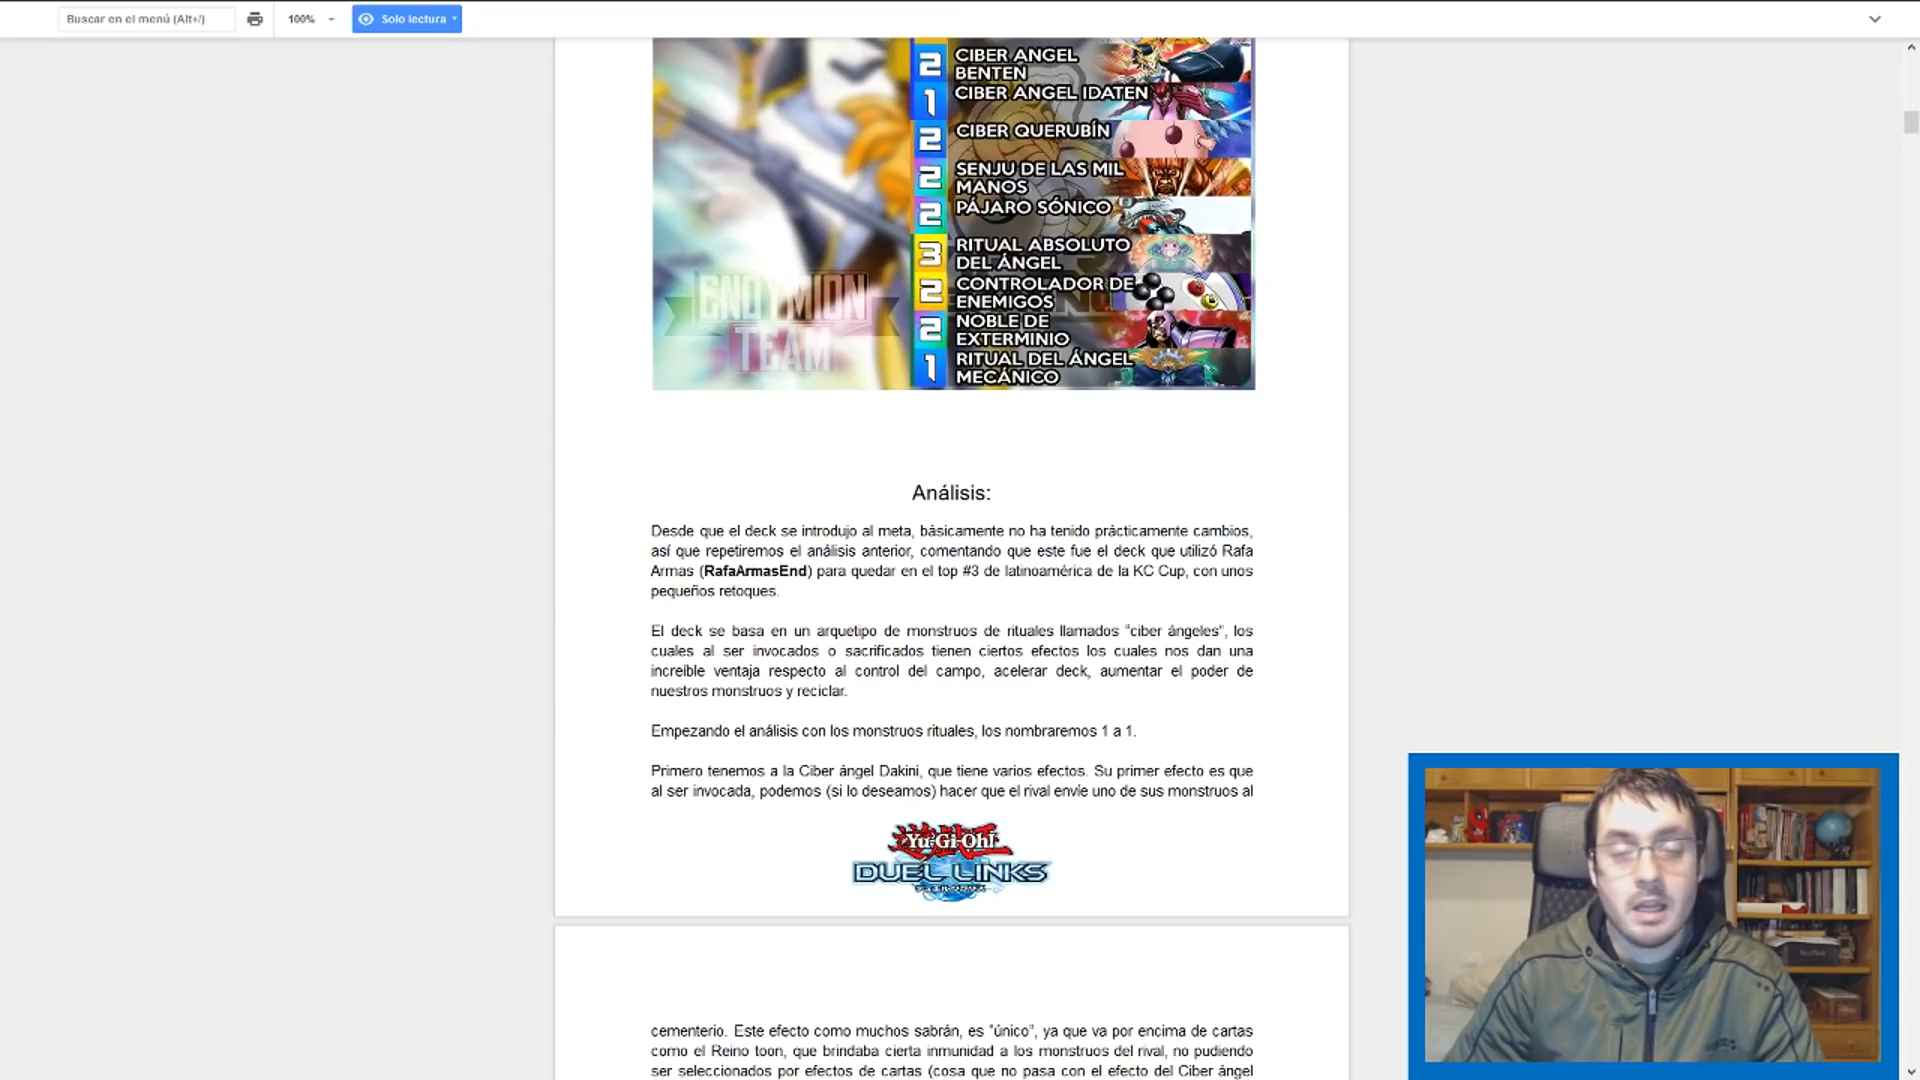 Buscar en el menú (Alt+/)
100%
Solo lectura
2 CIBER ANGEL
BENTEN
1 CIBER ANGEL IDATEN
2 CIBER QUERUBÍN
2 SENJU DE LAS MIL
MANOS
2 PÁJARO SÓNICO
3 RITUAL ABSOLUTO
DEL ÁNGEL
2 CONTROLADOR DE
ENEMIGOS
2 NOBLE DE
EXTERMINIO
1 RITUAL DEL ÁNGEL
MECÁNICO
ENDYMION
TEAM
Análisis:
Desde que el deck se introdujo al meta, básicamente no ha tenido prácticamente cambios,
así que repetiremos el análisis anterior, comentando que este fue el deck que utilizó Rafa
Armas (RafaArmasEnd) para quedar en el top #3 de latinoamérica de la KC Cup, con unos
pequeños retoques.
El deck se basa en un arquetipo de monstruos de rituales llamados “ciber ángeles”, los
cuales al ser invocados o sacrificados tienen ciertos efectos los cuales nos dan una
increíble ventaja respecto al control del campo, acelerar deck, aumentar el poder de
nuestros monstruos y reciclar.
Empezando el análisis con los monstruos rituales, los nombraremos 1 a 1.
Primero tenemos a la Ciber ángel Dakini, que tiene varios efectos. Su primer efecto es que
al ser invocada, podemos (si lo deseamos) hacer que el rival envíe uno de sus monstruos al
Yu-Gi-Oh!
DUEL LINKS
cementerio. Este efecto como muchos sabrán, es “único”, ya que va por encima de cartas
como el Reino toon, que brindaba cierta inmunidad a los monstruos del rival, no pudiendo
ser seleccionados por efectos de cartas (cosa que no pasa con el efecto del Ciber ángel